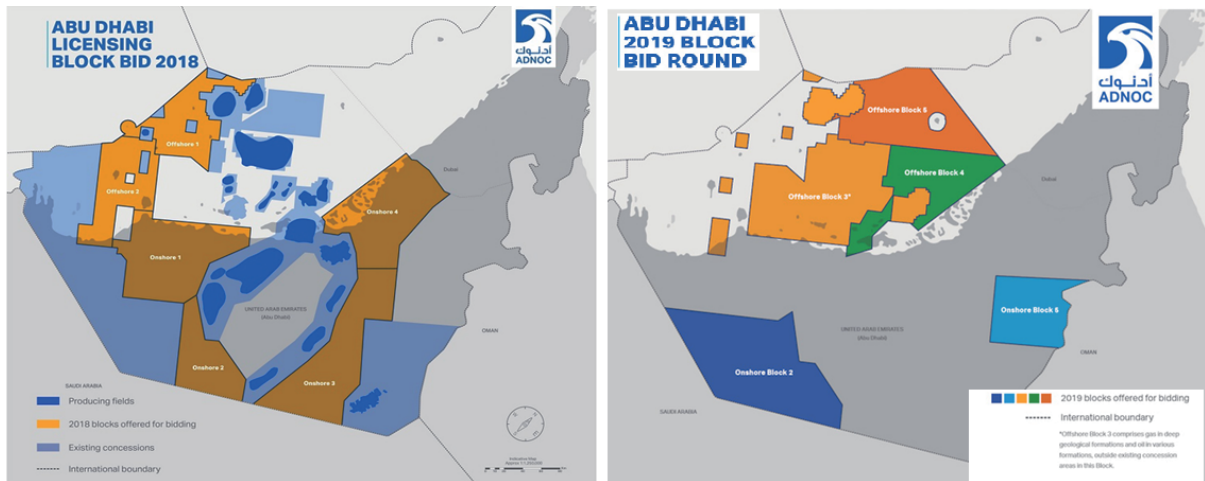 ABU DHABI
LICENSING
BLOCK BID 2018
أدنوك
ADNOC
Offshore 1
Offshore 2
Dubai
Onshore 4
Onshore 1
UNITED ARAB EMIRATES
(Abu Dhabi)
OMAN
Onshore 2
Onshore 3
SAUDI ARABIA
Producing fields
2018 blocks offered for bidding
Existing concessions
International boundary
ABU DHABI
2019 BLOCK
BID ROUND
أدنوك
ADNOC
Offshore Block 5
Offshore Block 4
Dubai
Offshore Block 3*
Onshore Block 5
UNITED ARAB EMIRATES
(Abu Dhabi)
OMAN
Onshore Block 2
SAUDI ARABIA
2019 blocks offered for bidding
International boundary
*Offshore Block 3 comprises gas in deep
geological formations and oil in various
formations, outside existing concession
areas in this Block.